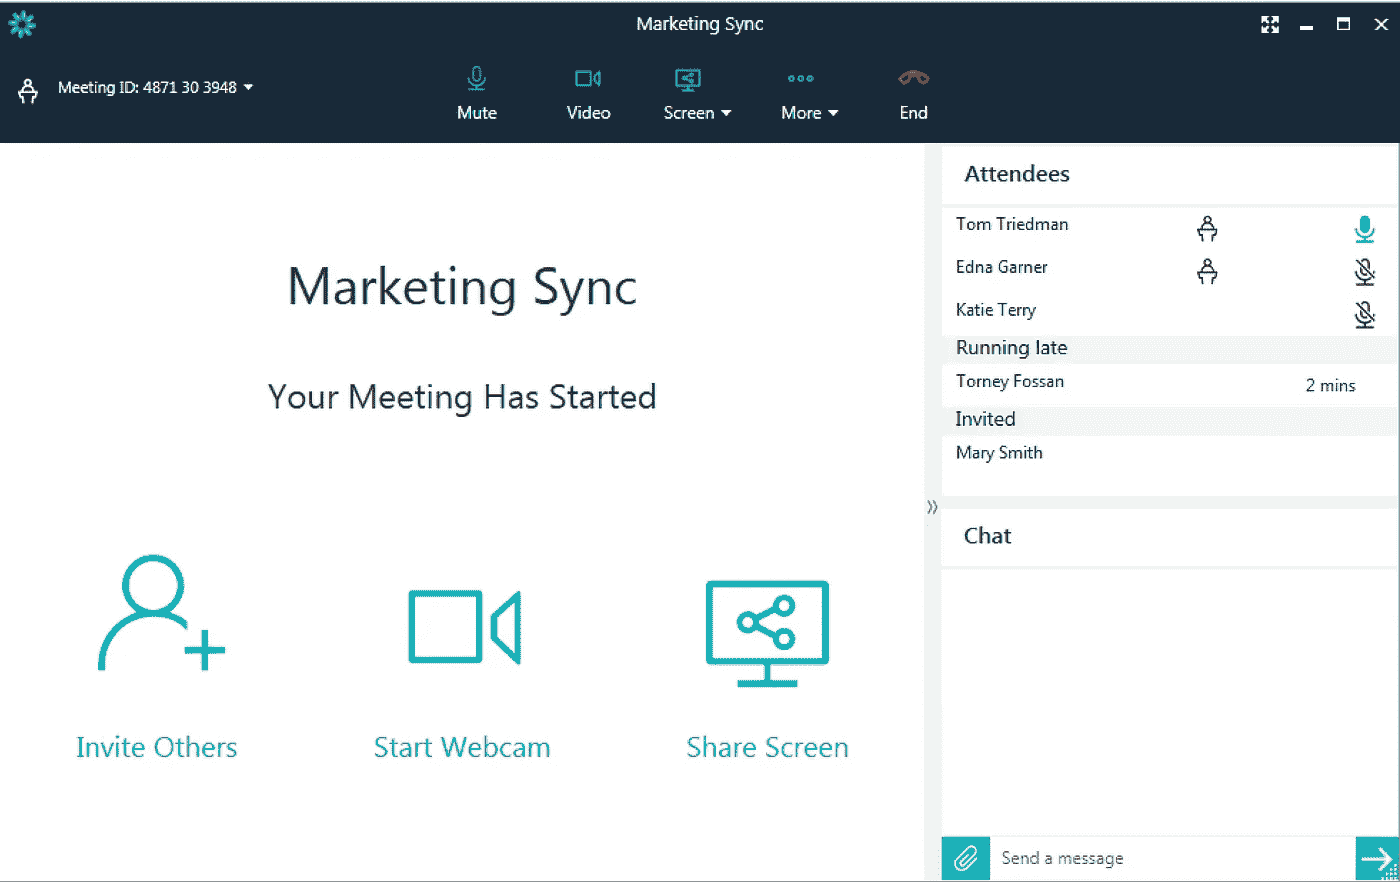 Marketing Sync
Meeting ID: 4871 30 3948
Mute
Video
Screen
More
End
Marketing Sync
Your Meeting Has Started
Invite Others
Start Webcam
Share Screen
Attendees
Tom Triedman
Edna Garner
Katie Terry
Running late
Torney Fossan 2 mins
Invited
Mary Smith
Chat
Send a message